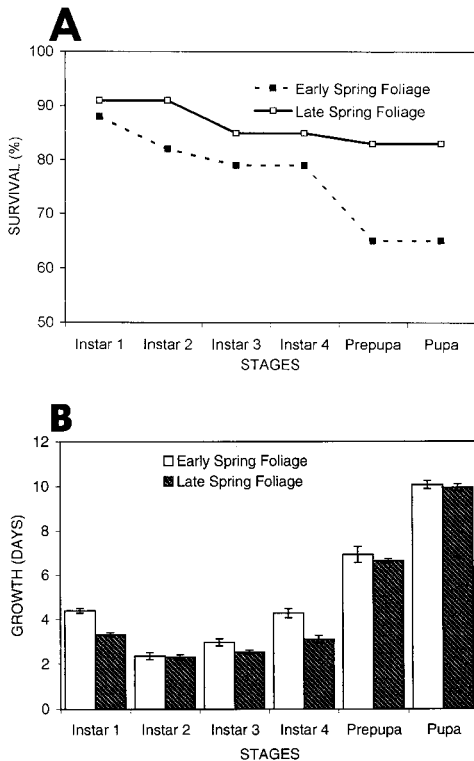 A
100
90
80
70
60
50
SURVIVAL (%)
Early Spring Foliage
Late Spring Foliage
Instar 1 Instar 2 Instar 3 Instar 4 Prepupa Pupa
STAGES
B
12
10
8
6
4
2
0
GROWTH (DAYS)
Early Spring Foliage
Late Spring Foliage
Instar 1 Instar 2 Instar 3 Instar 4 Prepupa Pupa
STAGES